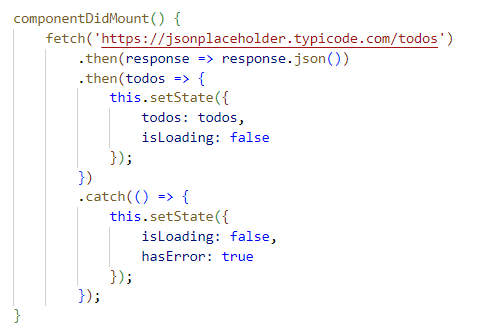 componentDidMount() {
    fetch('https://jsonplaceholder.typicode.com/todos')
        .then(response => response.json())
        .then(todos => {
            this.setState({
                todos: todos,
                isLoading: false
            });
        })
        .catch(() => {
            this.setState({
                isLoading: false,
                hasError: true
            });
        });
}